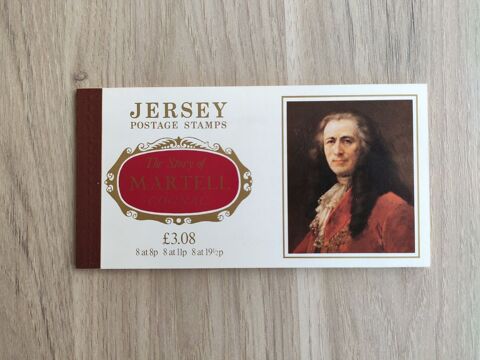 JERSEY
POSTAGE STAMPS
The Story of
MARTELL
COGNAC
£3.08
8 at 8p 8 at 11p 8 at 19½p